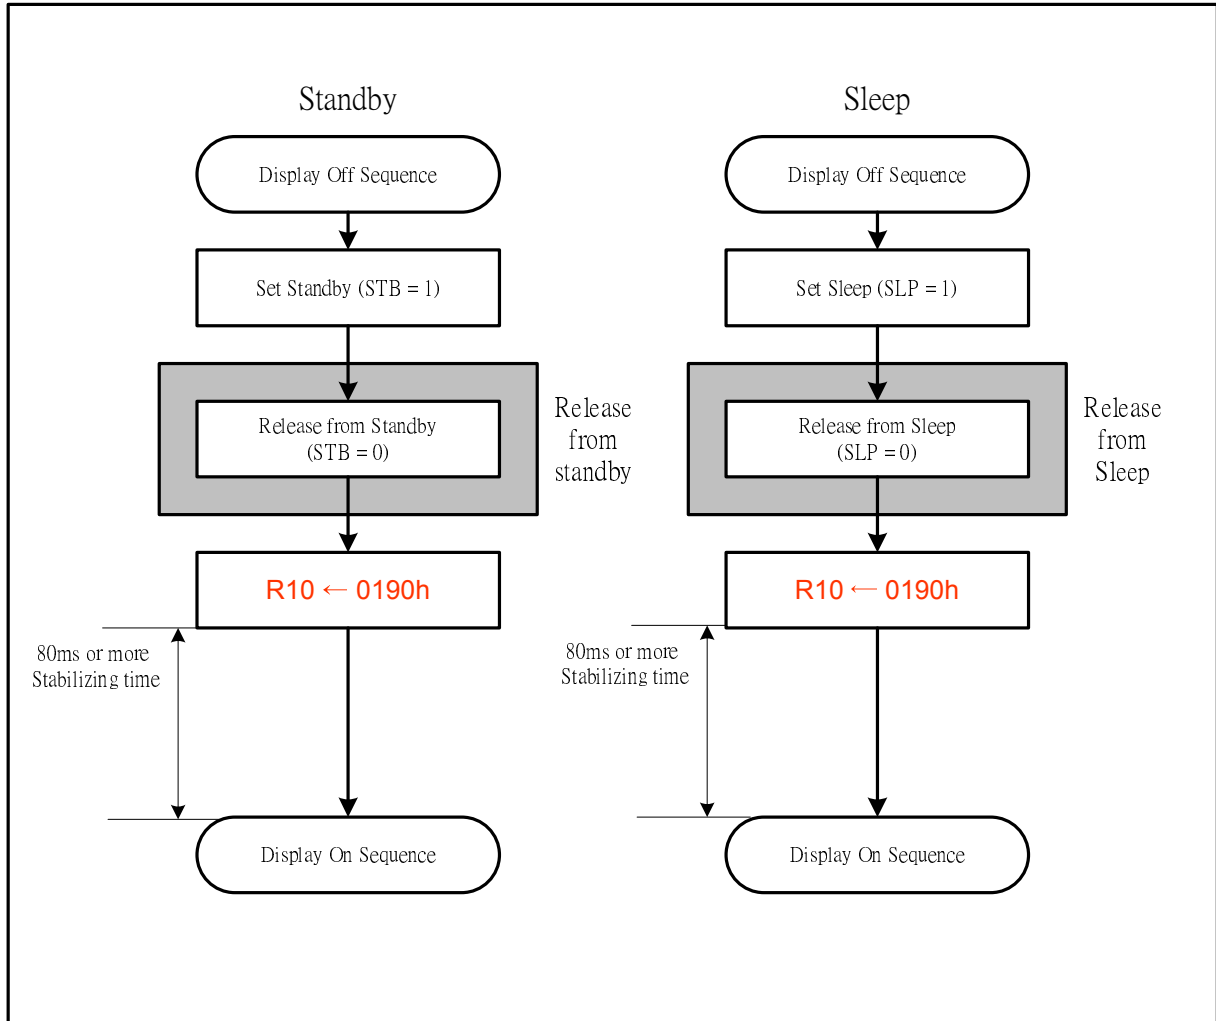 Standby
Display Off Sequence
Set Standby (STB = 1)
Release from Standby
(STB = 0)
Release
from
standby
R10 ← 0190h
80ms or more
Stabilizing time
Display On Sequence
Sleep
Display Off Sequence
Set Sleep (SLP = 1)
Release from Sleep
(SLP = 0)
Release
from
Sleep
R10 ← 0190h
80ms or more
Stabilizing time
Display On Sequence